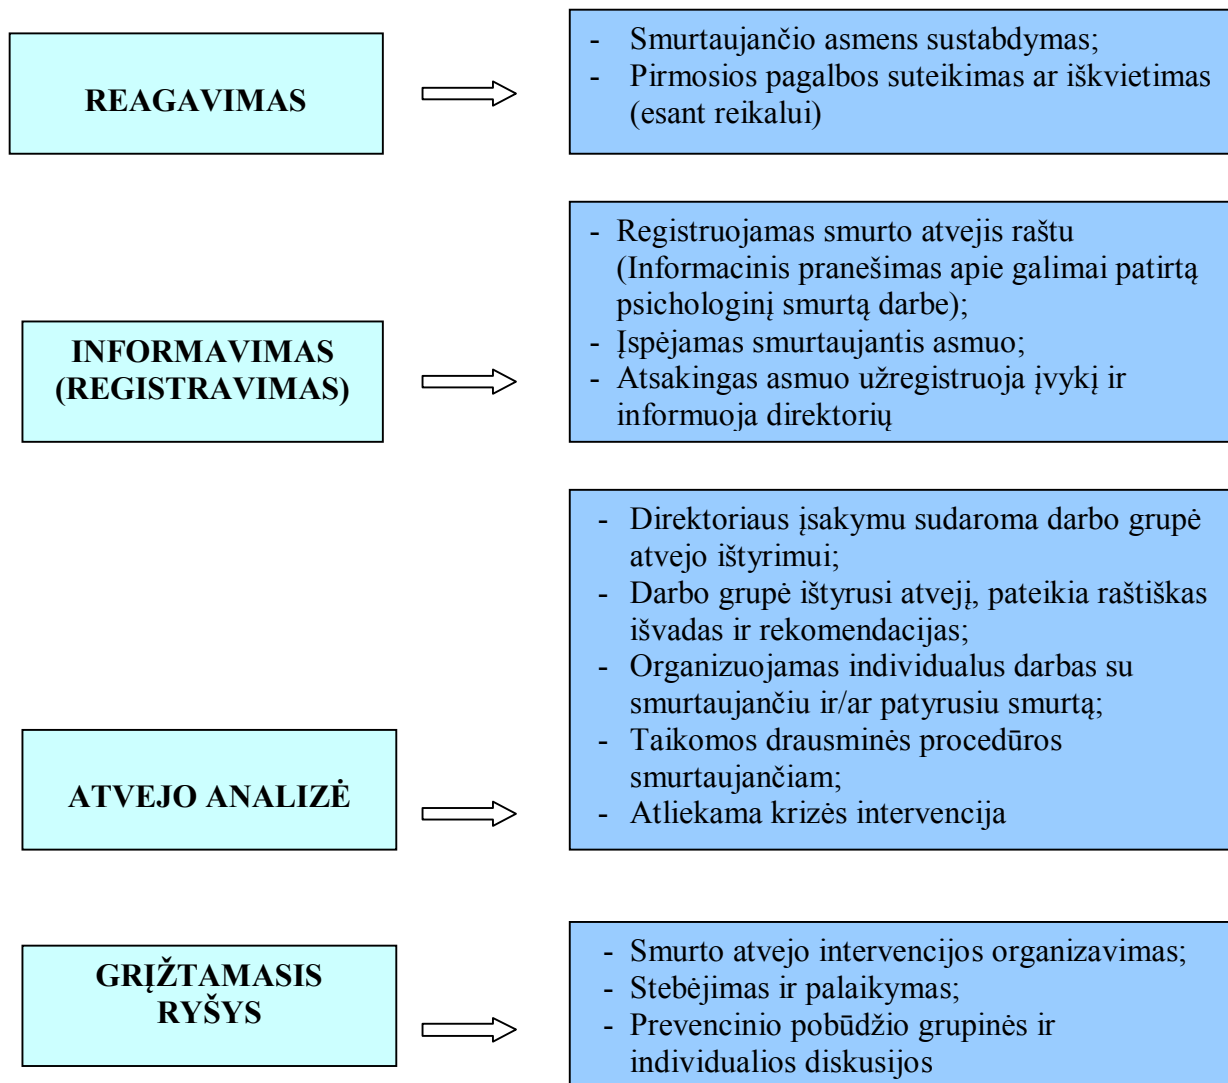 REAGAVIMAS
- Smurtaujančio asmens sustabdymas;
- Pirmosios pagalbos suteikimas ar iškvietimas
(esant reikalui)
INFORMAVIMAS
(REGISTRAVIMAS)
- Registruojamas smurto atvejis raštu
(Informacinis pranešimas apie galimai patirtą
psichologinį smurtą darbe);
- Įspėjamas smurtaujantis asmuo;
- Atsakingas asmuo užregistruoja įvykį ir
informuoja direktorių
ATVEJO ANALIZĖ
- Direktoriaus įsakymu sudaroma darbo grupė
atvejo ištyrimui;
- Darbo grupė ištyrusi atvejį, pateikia raštiškas
išvadas ir rekomendacijas;
- Organizuojamas individualus darbas su
smurtaujančiu ir/ar patyrusiu smurtą;
- Taikomos drausminės procedūros
smurtaujančiam;
- Atliekama krizės intervencija
GRĮŽTAMASIS
RYŠYS
- Smurto atvejo intervencijos organizavimas;
- Stebėjimas ir palaikymas;
- Prevencinio pobūdžio grupinės ir
individualios diskusijos